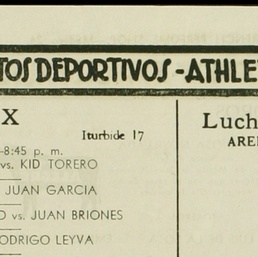 TOS DEPORTIVOS - ATHLE
X
Iturbide 17
-8:45 p. m.
vs. KID TORERO
JUAN GARCIA
O vs. JUAN BRIONES
ODRIGO LEYVA
Luch
ARE